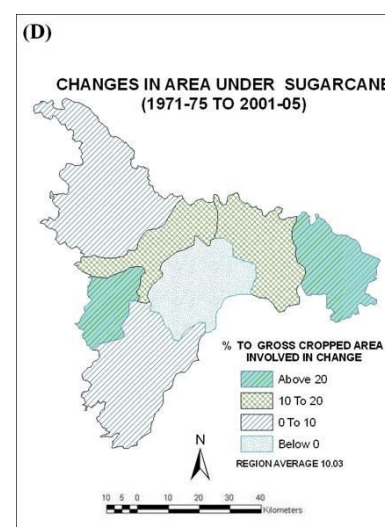 (D)
CHANGES IN AREA UNDER SUGARCANE
(1971-75 TO 2001-05)
% TO GROSS CROPPED AREA
INVOLVED IN CHANGE
Above 20
10 To 20
0 To 10
Below 0
REGION AVERAGE 10.03
N
10 5 0 10 20 30 40
Kilometers